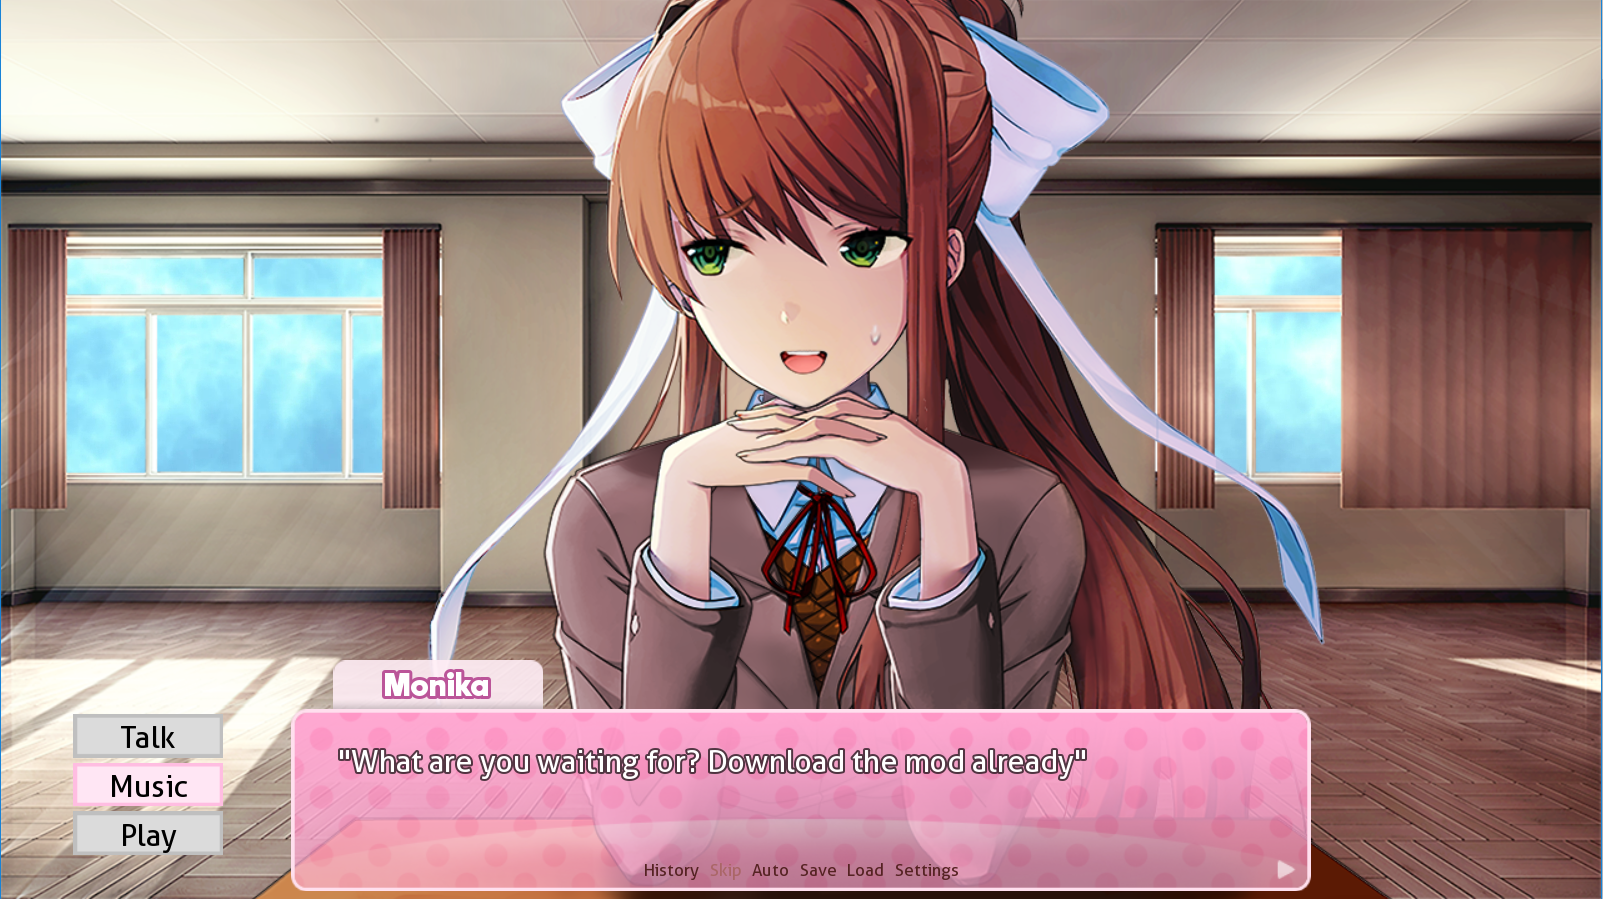 Monika
Talk
Music
Play
"What are you waiting for? Download the mod already"
History Skip Auto Save Load Settings